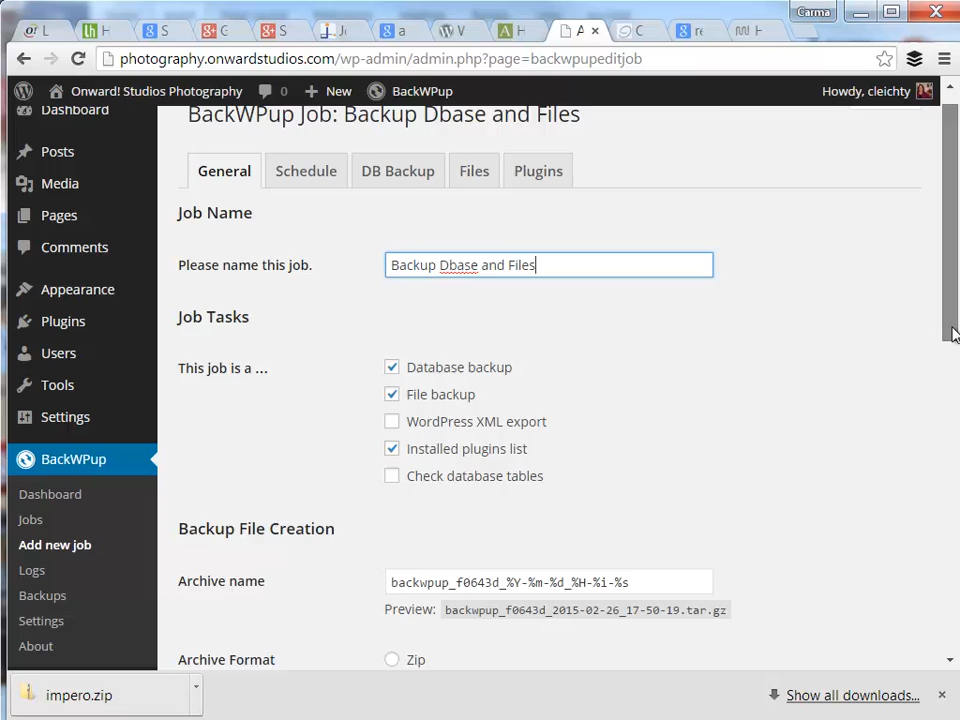 Carma
L
H
S
C
S
Jc
a
V
H
A
C
re
H
photography.onwardstudios.com/wp-admin/admin.php?page=backwpupeditjob
Onward! Studios Photography 0 New BackWPup Howdy, cleichty
Dashboard
Posts
Media
Pages
Comments
Appearance
Plugins
Users
Tools
Settings
BackWPup
Dashboard
Jobs
Add new job
Logs
Backups
Settings
About
BackWPup Job: Backup Dbase and Files
General Schedule DB Backup Files Plugins
Job Name
Please name this job. Backup Dbase and Files
Job Tasks
This job is a ... Database backup
File backup
WordPress XML export
Installed plugins list
Check database tables
Backup File Creation
Archive name backwpup_f0643d_%Y-%m-%d_%H-%i-%s
Preview: backwpup_f0643d_2015-02-26_17-50-19.tar.gz
Archive Format Zip
impero.zip Show all downloads...